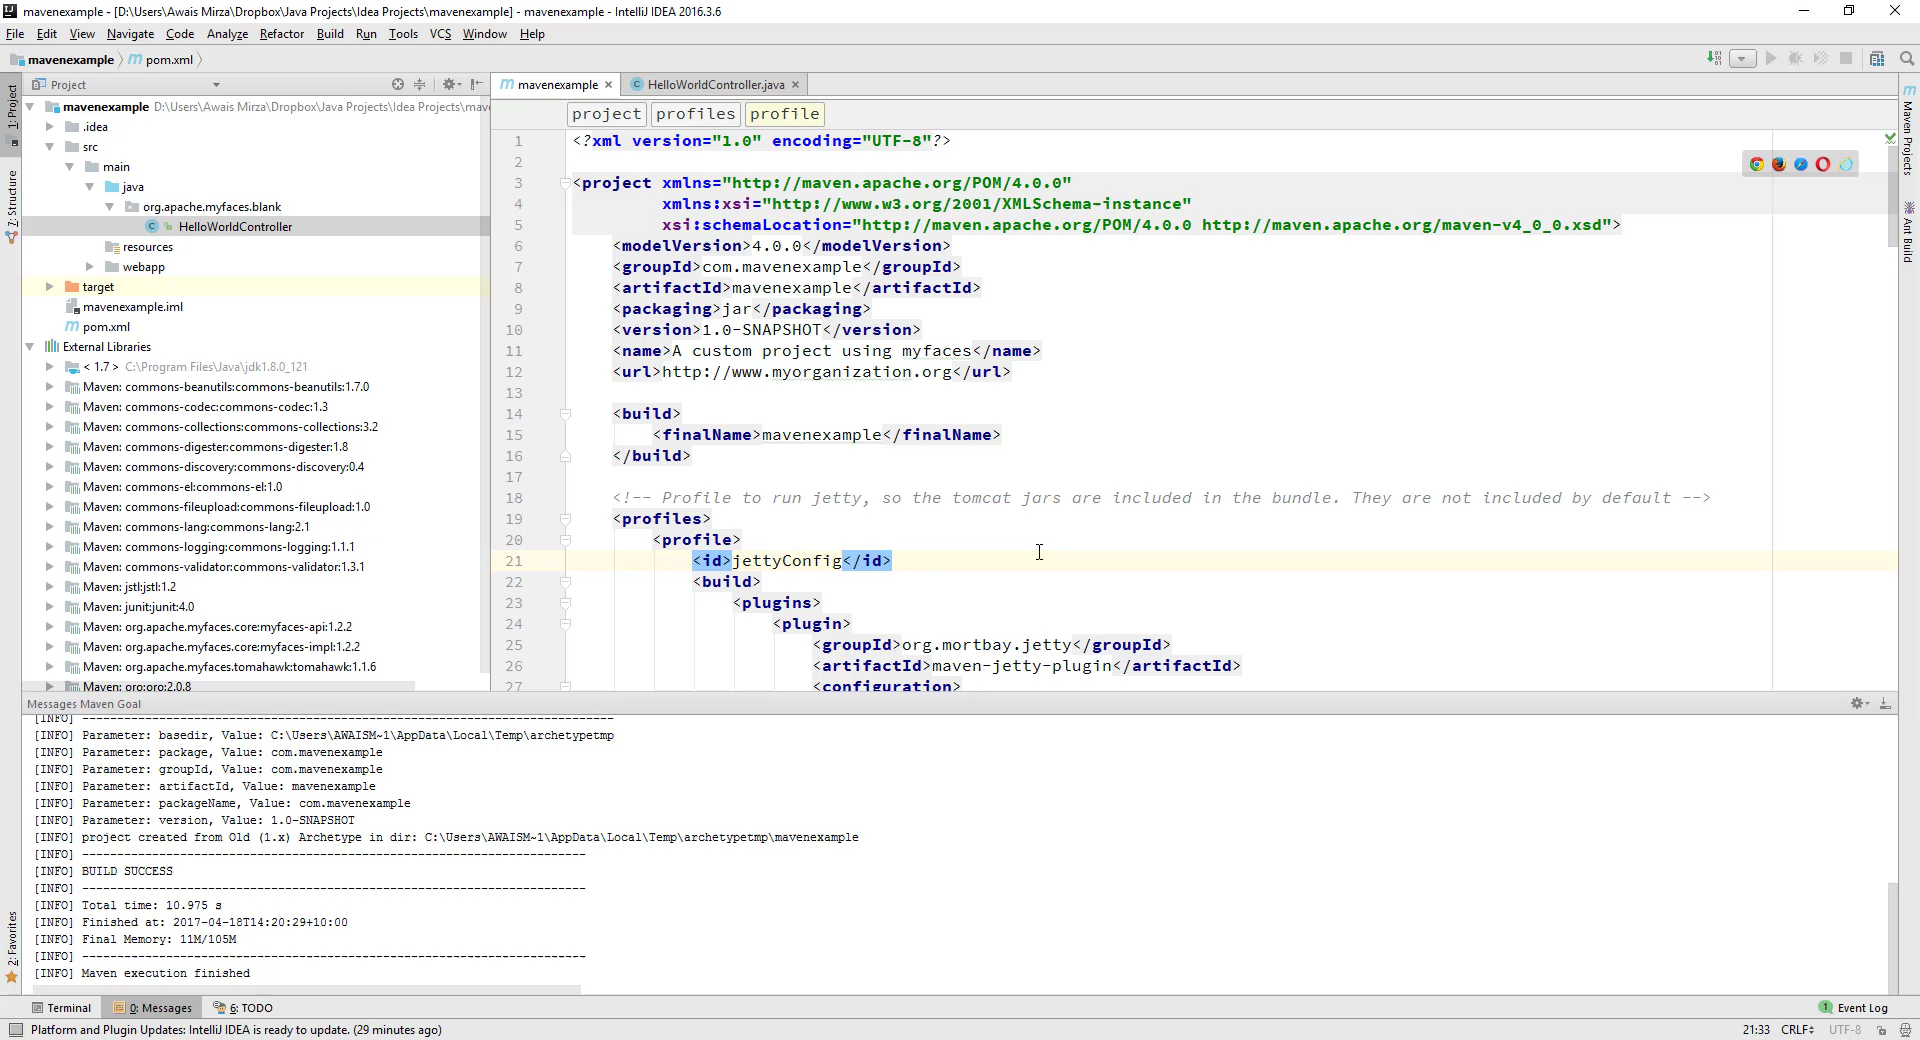 mavenexample - [D:\Users\Awais Mirza\Dropbox\Java Projects\Idea Projects\mavenexample] - mavenexample - IntelliJ IDEA 2016.3.6
File Edit View Navigate Code Analyze Refactor Build Run Tools VCS Window Help
mavenexample pom.xml
Project
mavenexample D:\Users\Awais Mirza\Dropbox\Java Projects\Idea Projects\mave
.idea
src
main
java
org.apache.myfaces.blank
HelloWorldController
resources
webapp
target
mavenexample.iml
pom.xml
External Libraries
< 1.7 > C:\Program Files\Java\jdk1.8.0_121
Maven: commons-beanutils:commons-beanutils:1.7.0
Maven: commons-codec:commons-codec:1.3
Maven: commons-collections:commons-collections:3.2
Maven: commons-digester:commons-digester:1.8
Maven: commons-discovery:commons-discovery:0.4
Maven: commons-el:commons-el:1.0
Maven: commons-fileupload:commons-fileupload:1.0
Maven: commons-lang:commons-lang:2.1
Maven: commons-logging:commons-logging:1.1.1
Maven: commons-validator:commons-validator:1.3.1
Maven: jstl:jstl:1.2
Maven: junit:junit:4.0
Maven: org.apache.myfaces.core:myfaces-api:1.2.2
Maven: org.apache.myfaces.core:myfaces-impl:1.2.2
Maven: org.apache.myfaces.tomahawk:tomahawk:1.1.6
Maven: oro:oro:2.0.8
1: Project
7: Structure
2: Favorites
mavenexample HelloWorldController.java
project profiles profile
1 <?xml version="1.0" encoding="UTF-8"?>
2
3 <project xmlns="http://maven.apache.org/POM/4.0.0"
4 xmlns:xsi="http://www.w3.org/2001/XMLSchema-instance"
5 xsi:schemaLocation="http://maven.apache.org/POM/4.0.0 http://maven.apache.org/maven-v4_0_0.xsd">
6 <modelVersion>4.0.0</modelVersion>
7 <groupId>com.mavenexample</groupId>
8 <artifactId>mavenexample</artifactId>
9 <packaging>jar</packaging>
10 <version>1.0-SNAPSHOT</version>
11 <name>A custom project using myfaces</name>
12 <url>http://www.myorganization.org</url>
13
14 <build>
15 <finalName>mavenexample</finalName>
16 </build>
17
18 <!-- Profile to run jetty, so the tomcat jars are included in the bundle. They are not included by default -->
19 <profiles>
20 <profile>
21 <id>jettyConfig</id>
22 <build>
23 <plugins>
24 <plugin>
25 <groupId>org.mortbay.jetty</groupId>
26 <artifactId>maven-jetty-plugin</artifactId>
27 <configuration>
Maven Projects
Ant Build
Messages Maven Goal
[INFO] ----------------------------------------------------------------------------
[INFO] Parameter: basedir, Value: C:\Users\AWAISM~1\AppData\Local\Temp\archetypetmp
[INFO] Parameter: package, Value: com.mavenexample
[INFO] Parameter: groupId, Value: com.mavenexample
[INFO] Parameter: artifactId, Value: mavenexample
[INFO] Parameter: packageName, Value: com.mavenexample
[INFO] Parameter: version, Value: 1.0-SNAPSHOT
[INFO] project created from Old (1.x) Archetype in dir: C:\Users\AWAISM~1\AppData\Local\Temp\archetypetmp\mavenexample
[INFO] ------------------------------------------------------------------------
[INFO] BUILD SUCCESS
[INFO] ------------------------------------------------------------------------
[INFO] Total time: 10.975 s
[INFO] Finished at: 2017-04-18T14:20:29+10:00
[INFO] Final Memory: 11M/105M
[INFO] ------------------------------------------------------------------------
[INFO] Maven execution finished
Terminal 0: Messages 6: TODO 1 Event Log
Platform and Plugin Updates: IntelliJ IDEA is ready to update. (29 minutes ago) 21:33 CRLF UTF-8